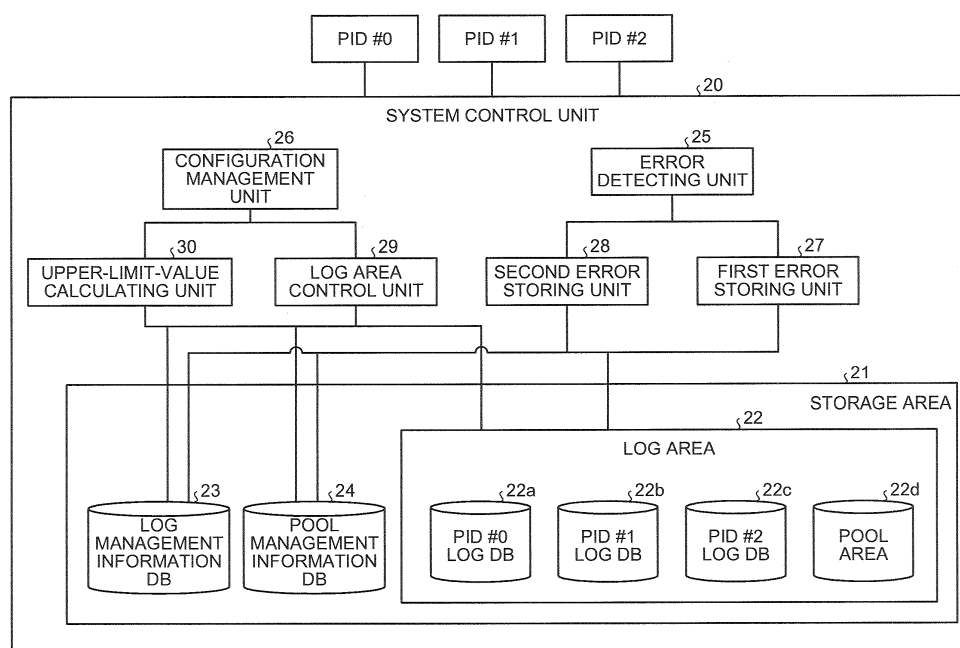 PID #0
PID #1
PID #2
20
SYSTEM CONTROL UNIT
26
CONFIGURATION
MANAGEMENT
UNIT
25
ERROR
DETECTING UNIT
30
UPPER-LIMIT-VALUE
CALCULATING UNIT
29
LOG AREA
CONTROL UNIT
28
SECOND ERROR
STORING UNIT
27
FIRST ERROR
STORING UNIT
21
STORAGE AREA
22
LOG AREA
23
LOG
MANAGEMENT
INFORMATION
DB
24
POOL
MANAGEMENT
INFORMATION
DB
22a
PID #0
LOG DB
22b
PID #1
LOG DB
22c
PID #2
LOG DB
22d
POOL
AREA